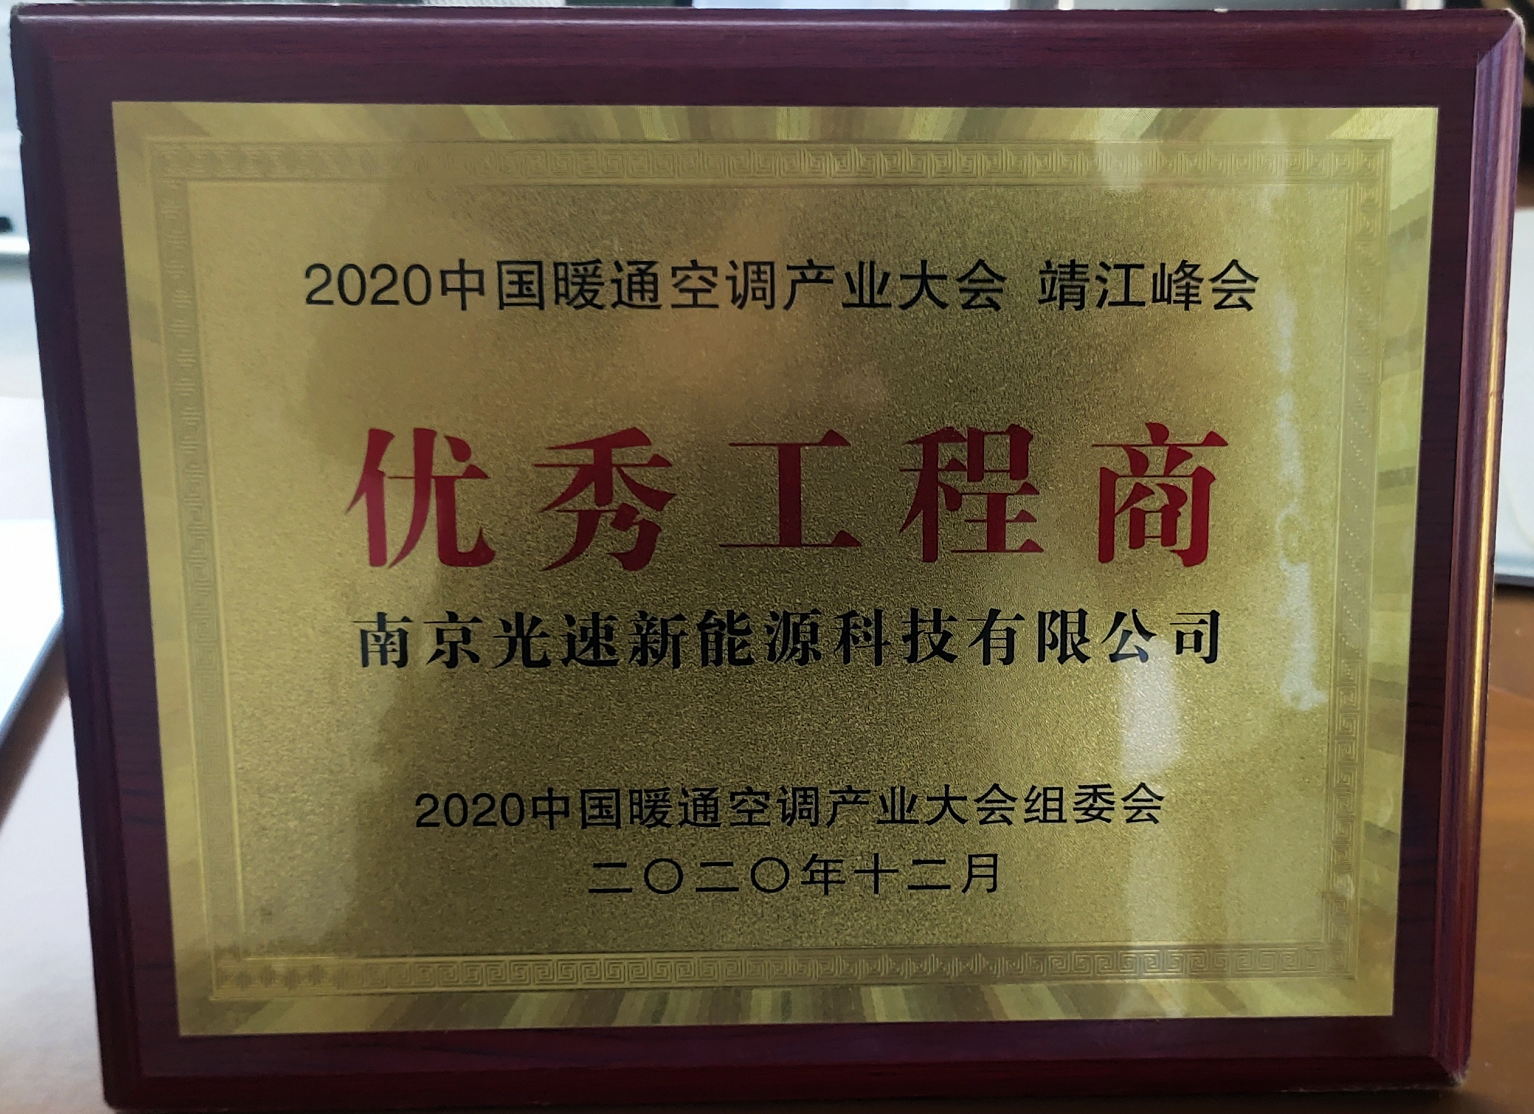 2020中国暖通空调产业大会 靖江峰会
优秀工程商
南京光速新能源科技有限公司
2020中国暖通空调产业大会组委会
二〇二〇年十二月